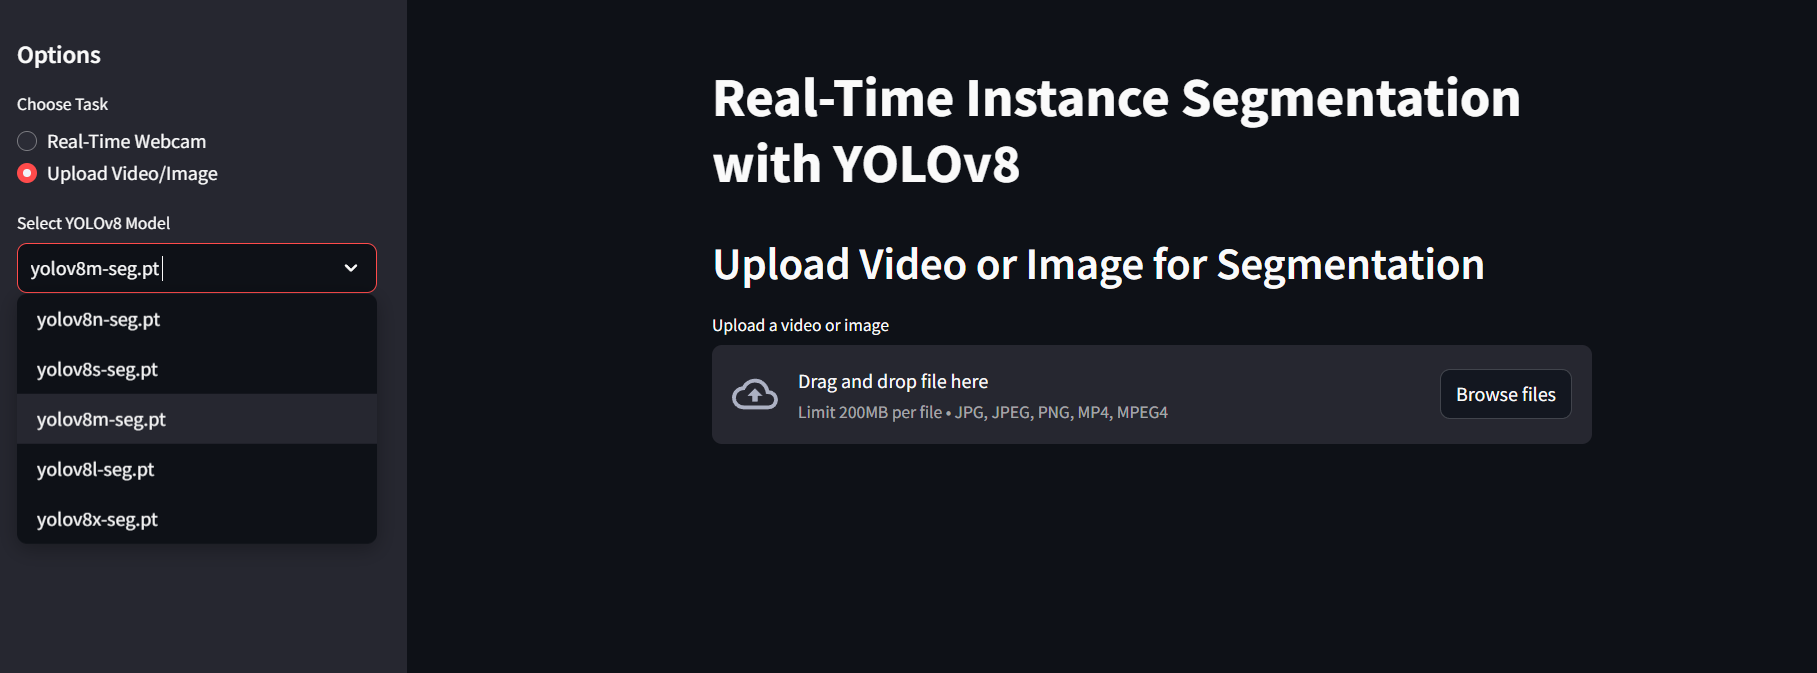 Options
Choose Task
Real-Time Webcam
Upload Video/Image
Select YOLOv8 Model
yolov8m-seg.pt
yolov8n-seg.pt
yolov8s-seg.pt
yolov8m-seg.pt
yolov8l-seg.pt
yolov8x-seg.pt
Real-Time Instance Segmentation
with YOLOv8
Upload Video or Image for Segmentation
Upload a video or image
Drag and drop file here
Limit 200MB per file • JPG, JPEG, PNG, MP4, MPEG4
Browse files